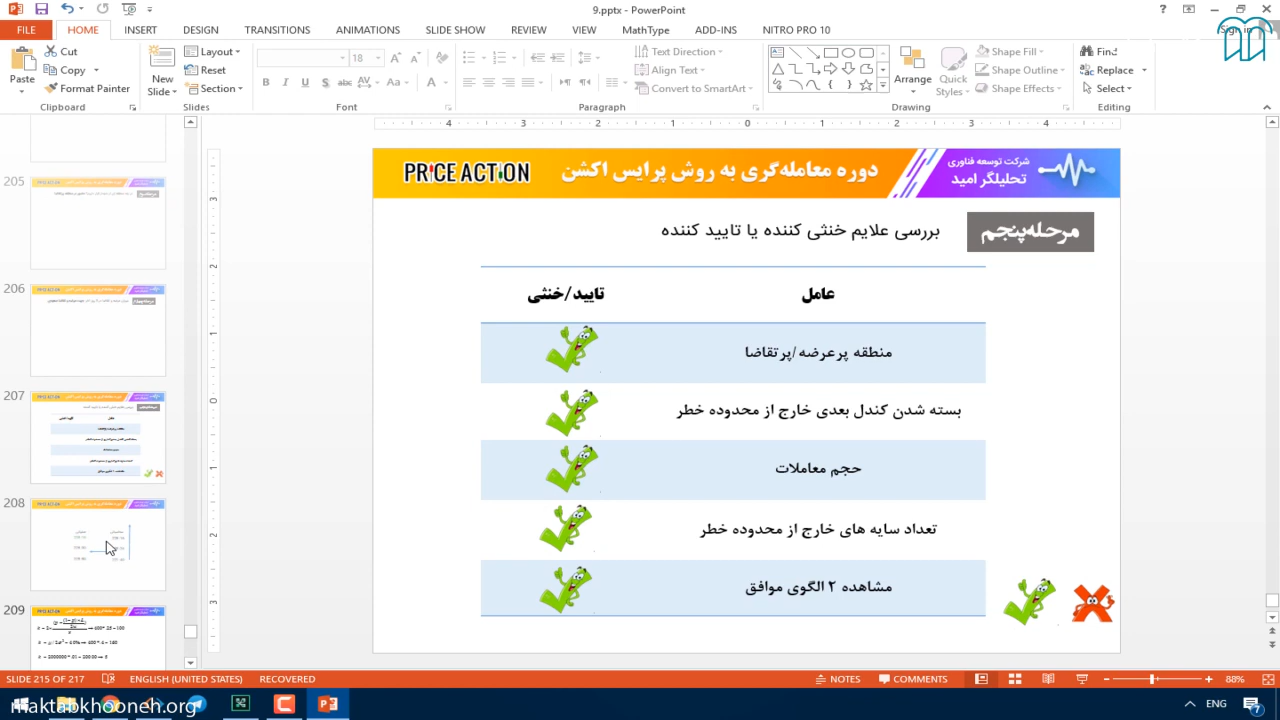 9.pptx - PowerPoint
Sign in
FILE
HOME
INSERT
DESIGN
TRANSITIONS
ANIMATIONS
SLIDE SHOW
REVIEW
VIEW
MathType
ADD-INS
NITRO PRO 10
Paste
Cut
Copy
Format Painter
Clipboard
New
Slide
Layout
Reset
Section
Slides
18
Font
Text Direction
Align Text
Convert to SmartArt
Paragraph
Arrange
Quick
Styles
Shape Fill
Shape Outline
Shape Effects
Drawing
Find
Replace
Select
Editing
205
206
207
208
209
شرکت توسعه فناوری
تحلیلگر امید
دوره معامله‌گری به روش پرایس اکشن
PRICE ACTION
مرحله‌پنجم
بررسی علایم خنثی کننده یا تایید کننده
عامل
تایید/خنثی
منطقه پرعرضه/پرتقاضا
بسته شدن کندل بعدی خارج از محدوده خطر
حجم معاملات
تعداد سایه های خارج از محدوده خطر
مشاهده ۲ الگوی موافق
SLIDE 215 OF 217
ENGLISH (UNITED STATES)
RECOVERED
NOTES
COMMENTS
88%
maktabkhooneh.org
ENG
7